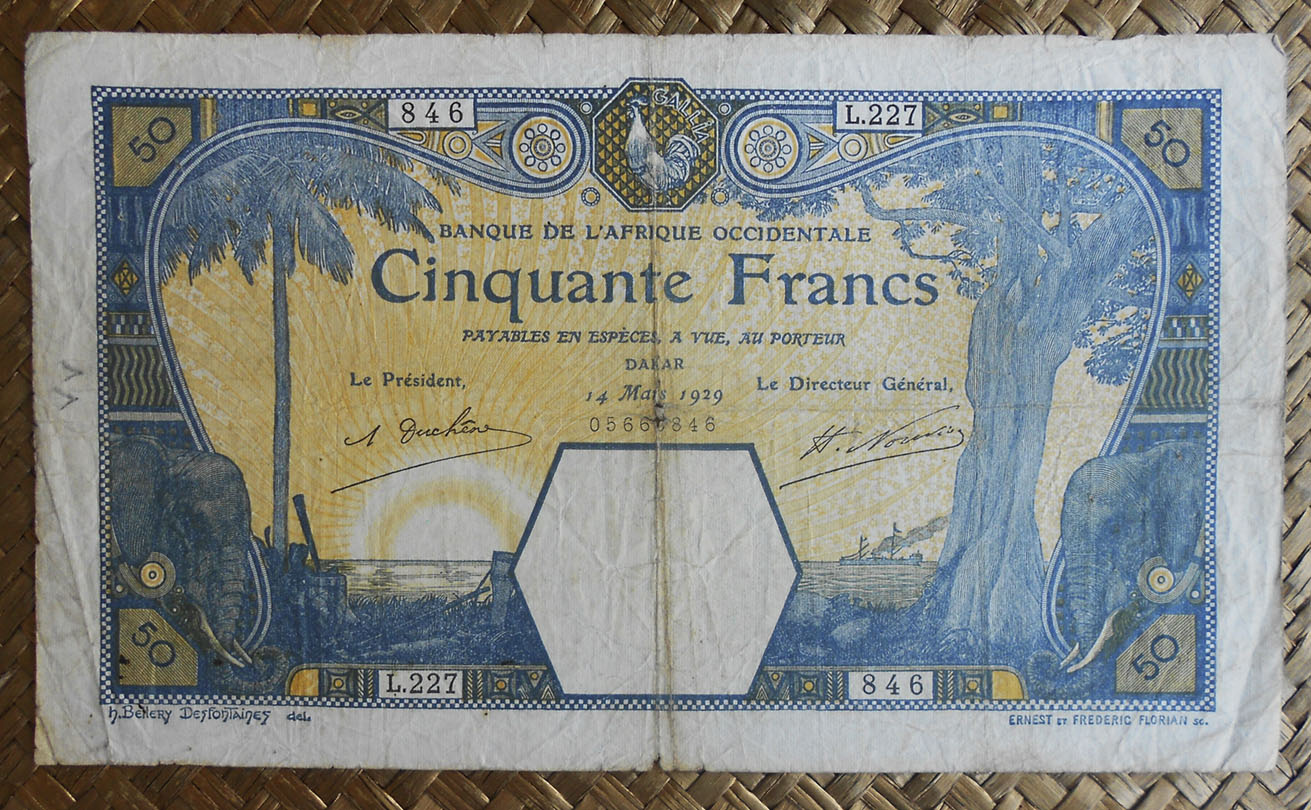 846
L.227
GALLIA
50
50
BANQUE DE L'AFRIQUE OCCIDENTALE
Cinquante Francs
PAYABLES EN ESPÈCES, A VUE, AU PORTEUR
DAKAR
Le Président,
14 Mars 1929
Le Directeur Général,
A Duchêne
H.
50
50
L.227
846
h. BELLERY DESFONTAINES del.
ERNEST ET FREDERIC FLORIAN SC.